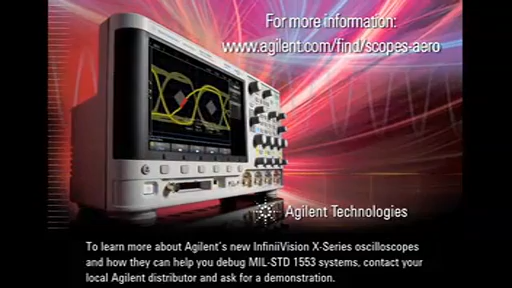 For more information:
www.agilent.com/find/scopes-aero
Agilent Technologies
To learn more about Agilent's new InfiniiVision X-Series oscilloscopes
and how they can help you debug MIL-STD 1553 systems, contact your
local Agilent distributor and ask for a demonstration.